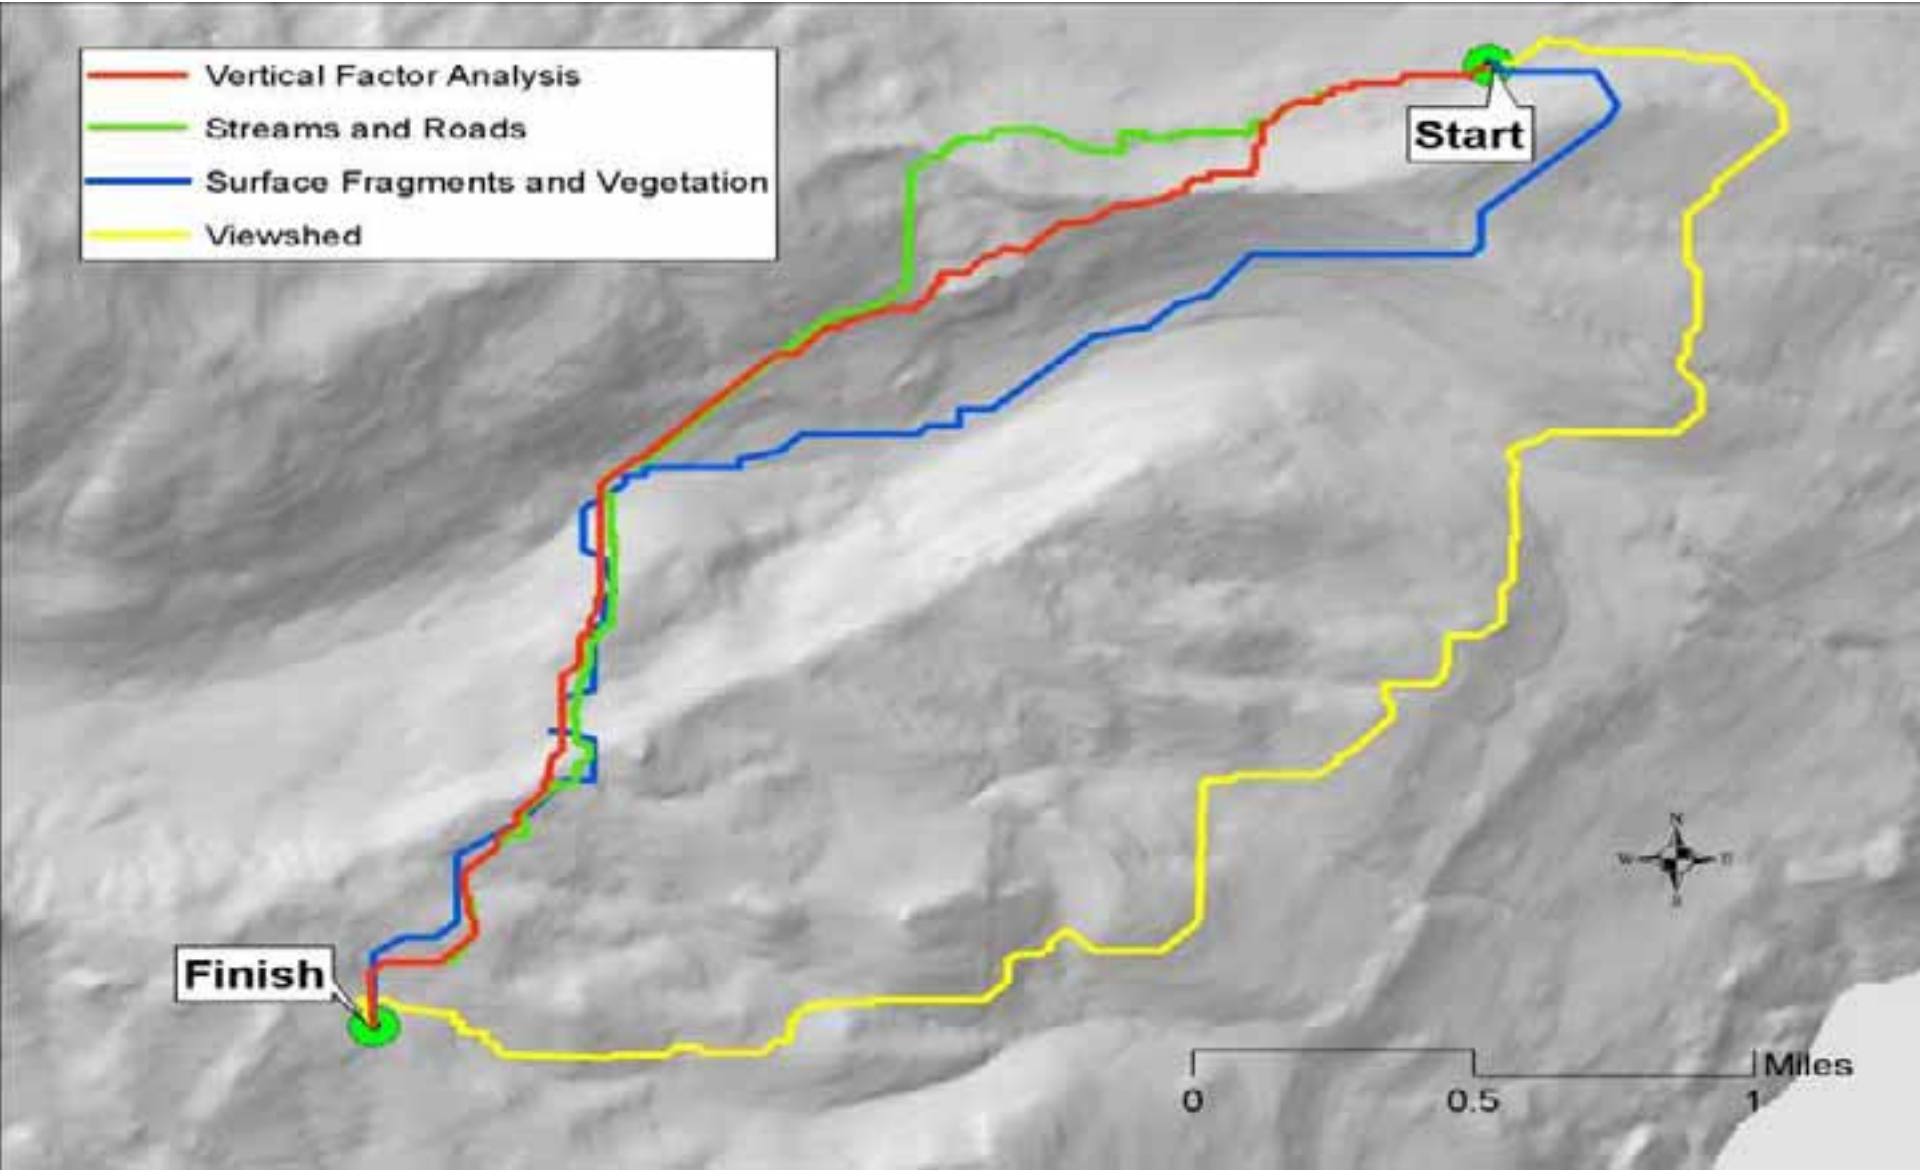 Vertical Factor Analysis
Streams and Roads
Surface Fragments and Vegetation
Viewshed
Start
Finish
N
W
Miles
0 0.5 1